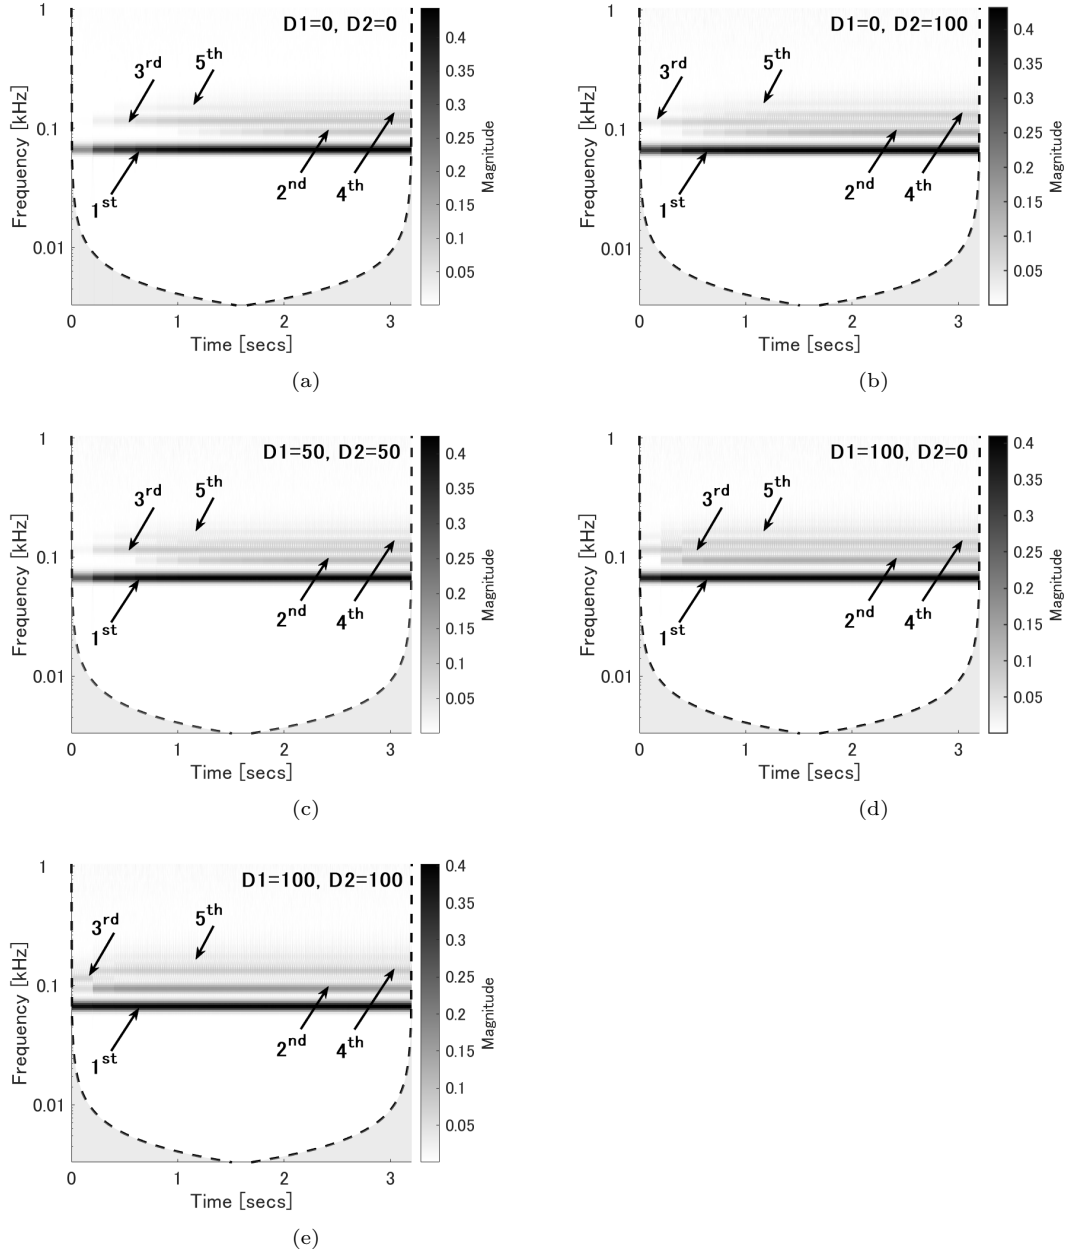 D1=0, D2=0
1
0.1
0.01
Frequency [kHz]
3rd
5th
1st
2nd
4th
0 1 2 3
Time [secs]
0.4
0.35
0.3
0.25
0.2
0.15
0.1
0.05
Magnitude
(a)
D1=0, D2=100
1
0.1
0.01
Frequency [kHz]
3rd
5th
1st
2nd
4th
0 1 2 3
Time [secs]
0.4
0.35
0.3
0.25
0.2
0.15
0.1
0.05
Magnitude
(b)
D1=50, D2=50
1
0.1
0.01
Frequency [kHz]
3rd
5th
1st
2nd
4th
0 1 2 3
Time [secs]
0.4
0.35
0.3
0.25
0.2
0.15
0.1
0.05
Magnitude
(c)
D1=100, D2=0
1
0.1
0.01
Frequency [kHz]
3rd
5th
1st
2nd
4th
0 1 2 3
Time [secs]
0.4
0.35
0.3
0.25
0.2
0.15
0.1
0.05
Magnitude
(d)
D1=100, D2=100
1
0.1
0.01
Frequency [kHz]
3rd
5th
1st
2nd
4th
0 1 2 3
Time [secs]
0.4
0.35
0.3
0.25
0.2
0.15
0.1
0.05
Magnitude
(e)